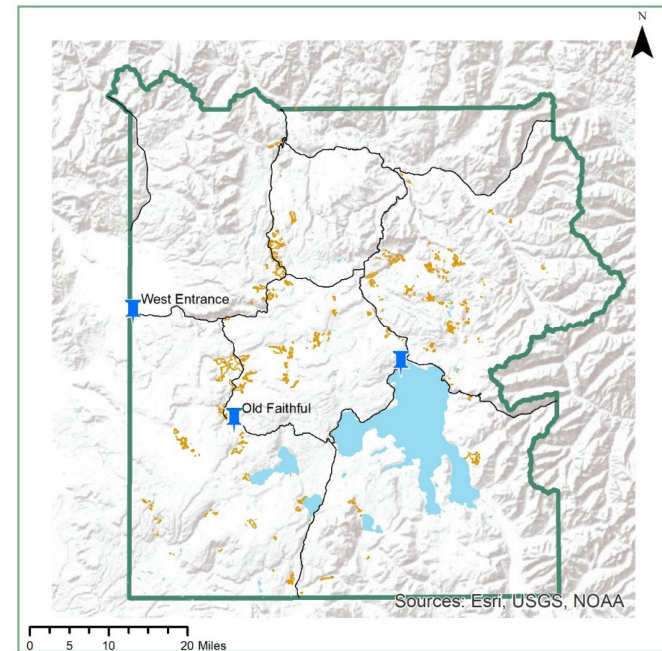 N
West Entrance
Old Faithful
Sources: Esri, USGS, NOAA
0 5 10 20 Miles